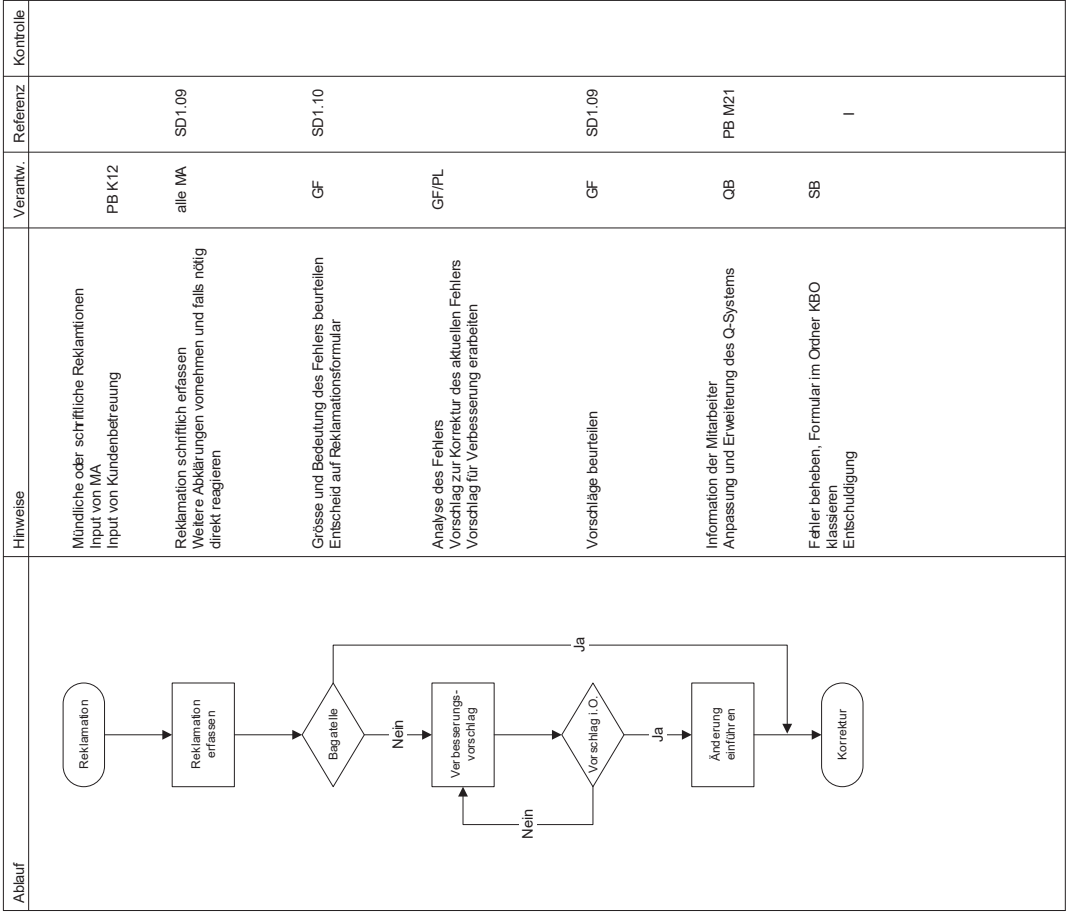 Ablauf
Hinweise
Verantw.
Referenz
Kontrolle
Reklamation
Mündliche oder schriftliche Reklamtionen
Input von MA
Input von Kundenbetreuung
PB K12
Reklamation
erfassen
Reklamation schriftlich erfassen
Weitere Abklärungen vornehmen und falls nötig
direkt reagieren
alle MA
SD1.09
Bagatelle
Grösse und Bedeutung des Fehlers beurteilen
Entscheid auf Reklamationsformular
GF
SD1.10
Nein
Verbesserungs-
vorschlag
Analyse des Fehlers
Vorschlag zur Korrektur des aktuellen Fehlers
Vorschlag für Verbesserung erarbeiten
GF/PL
Nein
Ja
Vorschlag i.O.
Vorschläge beurteilen
GF
SD1.09
Ja
Änderung
einführen
Information der Mitarbeiter
Anpassung und Erweiterung des Q-Systems
QB
PB M21
Korrektur
Fehler beheben, Formular im Ordner KBO
klassieren
Entschuldigung
SB
I